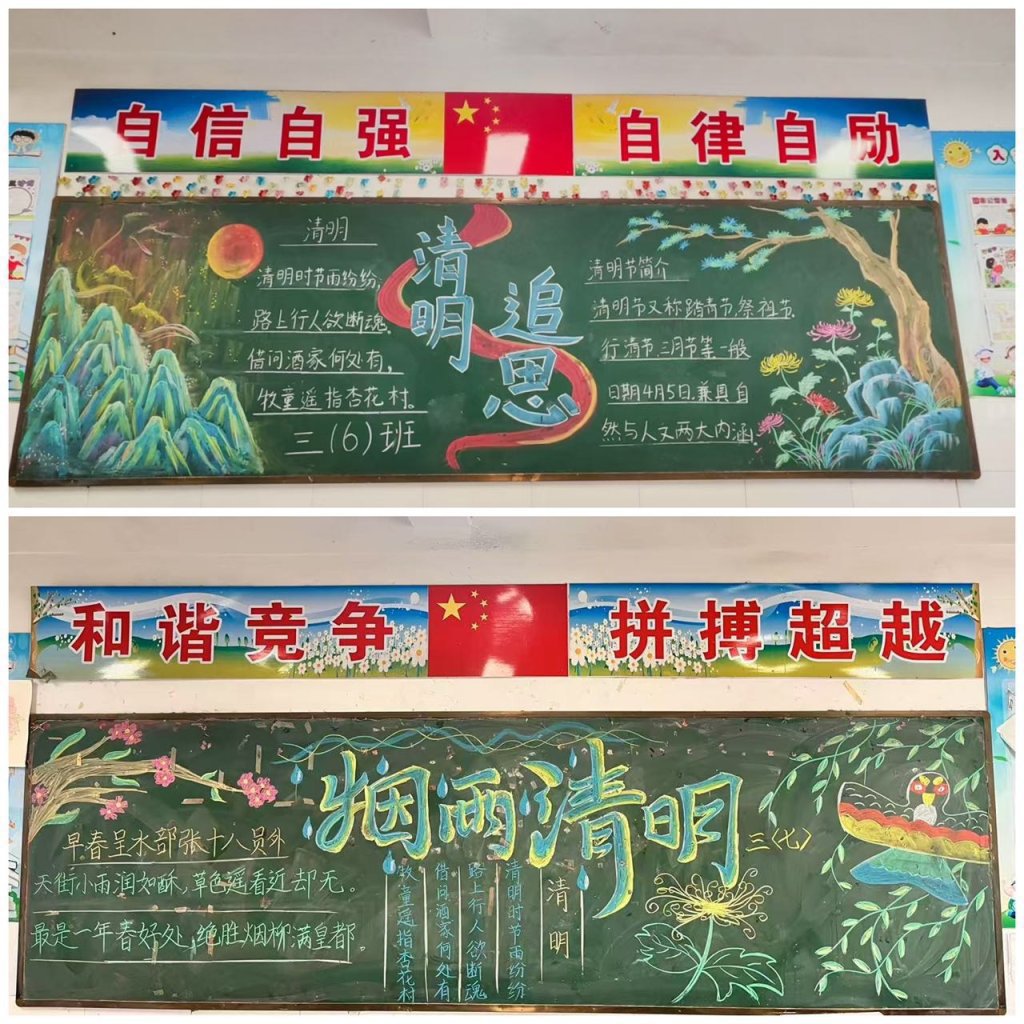 自信自强 自律自励
入
清明
清明时节雨纷纷,
路上行人欲断魂、
借问酒家何处有,
牧童遥指杏花村。
三(6)班
清明
追思
清明节简介
清明节又称踏青节.祭祖节.
行清节.三月节等一般
日期4月5日.兼具自
然与人文两大内涵.
和谐竞争 拼搏超越
烟雨清明
三<七>
早春呈水部张十八员外
天街小雨润如酥,草色遥看近却无。
最是一年春好处,绝胜烟柳满皇都。
清明
清明时节雨纷纷
路上行人欲断魂
借问酒家何处有
牧童遥指杏花村